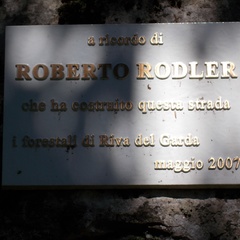 a ricordo di
ROBERTO RODLER
che ha costruito questa strada
i forestali di Riva del Garda
maggio 2007